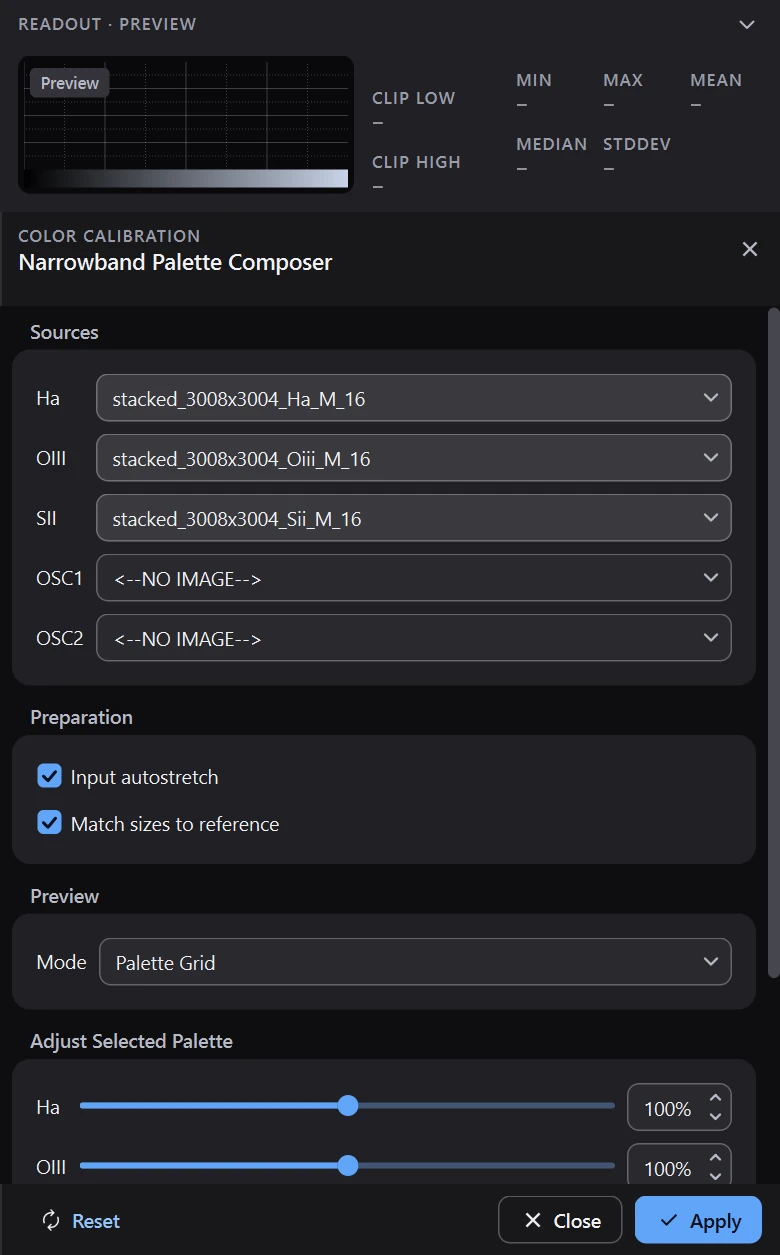 READOUT · PREVIEW
Preview
CLIP LOW
–
CLIP HIGH
–
MIN MAX MEAN
– – –
MEDIAN STDDEV
– –
COLOR CALIBRATION
Narrowband Palette Composer
Sources
Ha stacked_3008x3004_Ha_M_16
OIII stacked_3008x3004_Oiii_M_16
SII stacked_3008x3004_Sii_M_16
OSC1 <--NO IMAGE-->
OSC2 <--NO IMAGE-->
Preparation
Input autostretch
Match sizes to reference
Preview
Mode Palette Grid
Adjust Selected Palette
Ha 100%
OIII 100%
Reset Close Apply